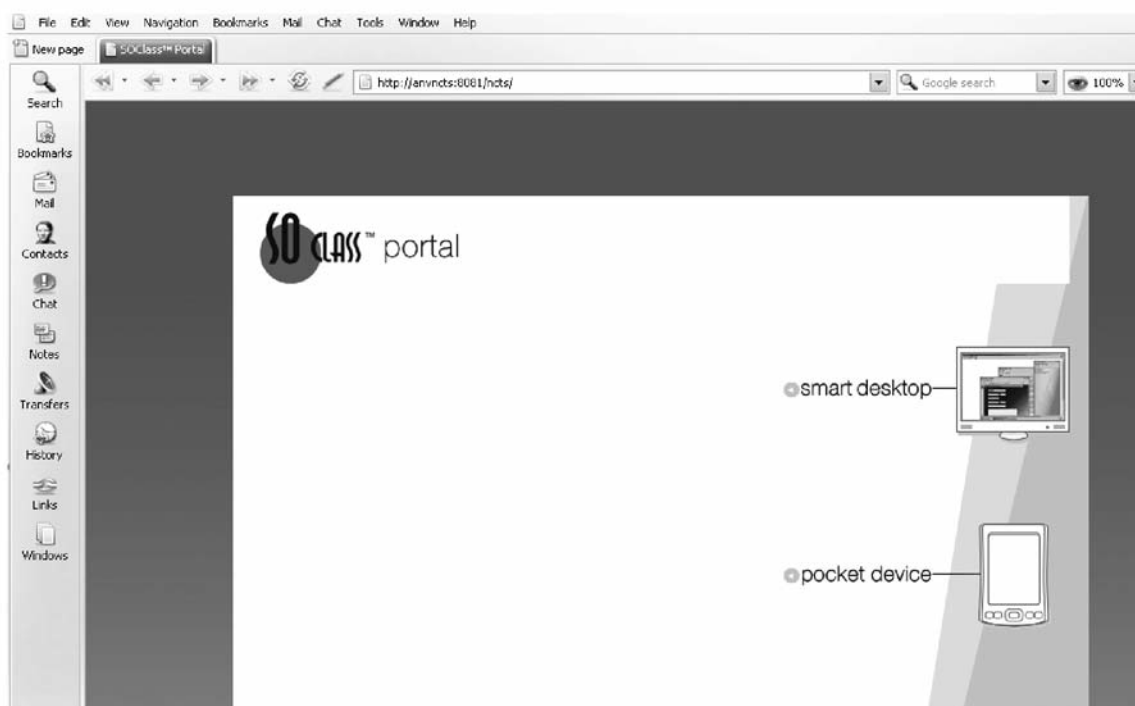 File Edit View Navigation Bookmarks Mail Chat Tools Window Help
New page SOClass™ Portal
http://anvncts:8081/ncts/ Google search 100%
Search
Bookmarks
Mail
Contacts
Chat
Notes
Transfers
History
Links
Windows
SO CLASS™ portal
smart desktop
pocket device